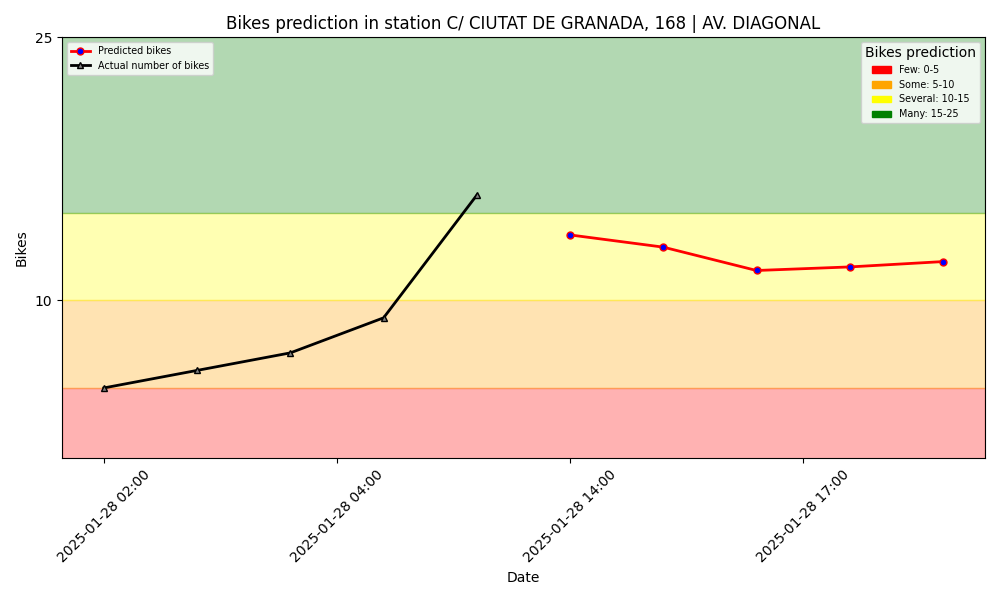 Bikes prediction in station C/ CIUTAT DE GRANADA, 168 | AV. DIAGONAL
25
10
Bikes
Predicted bikes
Actual number of bikes
Bikes prediction
Few: 0-5
Some: 5-10
Several: 10-15
Many: 15-25
2025-01-28 02:00
2025-01-28 04:00
2025-01-28 14:00
2025-01-28 17:00
Date